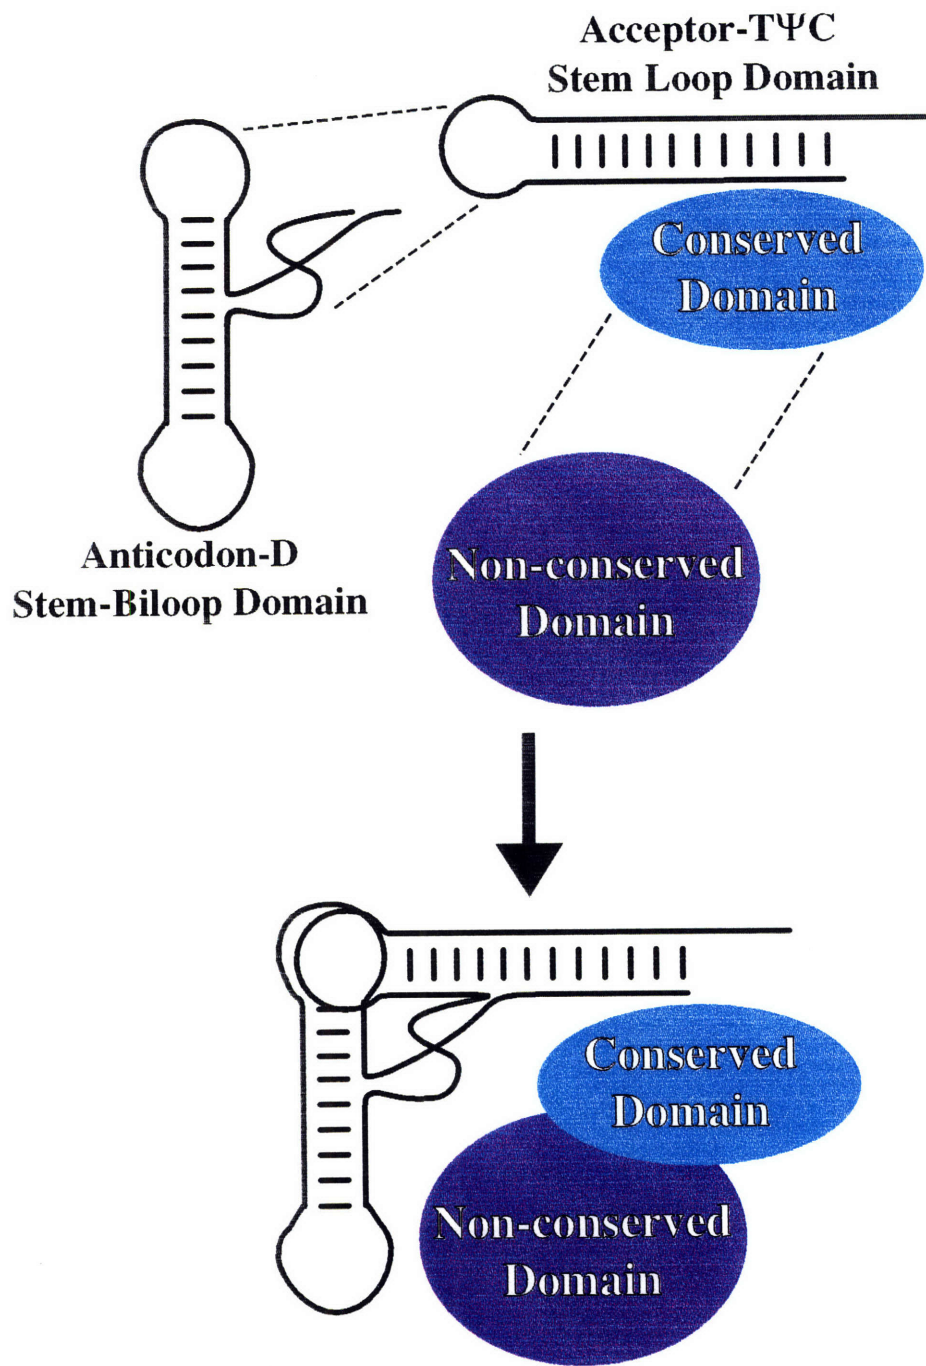 Acceptor-TΨC
Stem Loop Domain
Conserved
Domain
Anticodon-D
Stem-Biloop Domain
Non-conserved
Domain
Conserved
Domain
Non-conserved
Domain